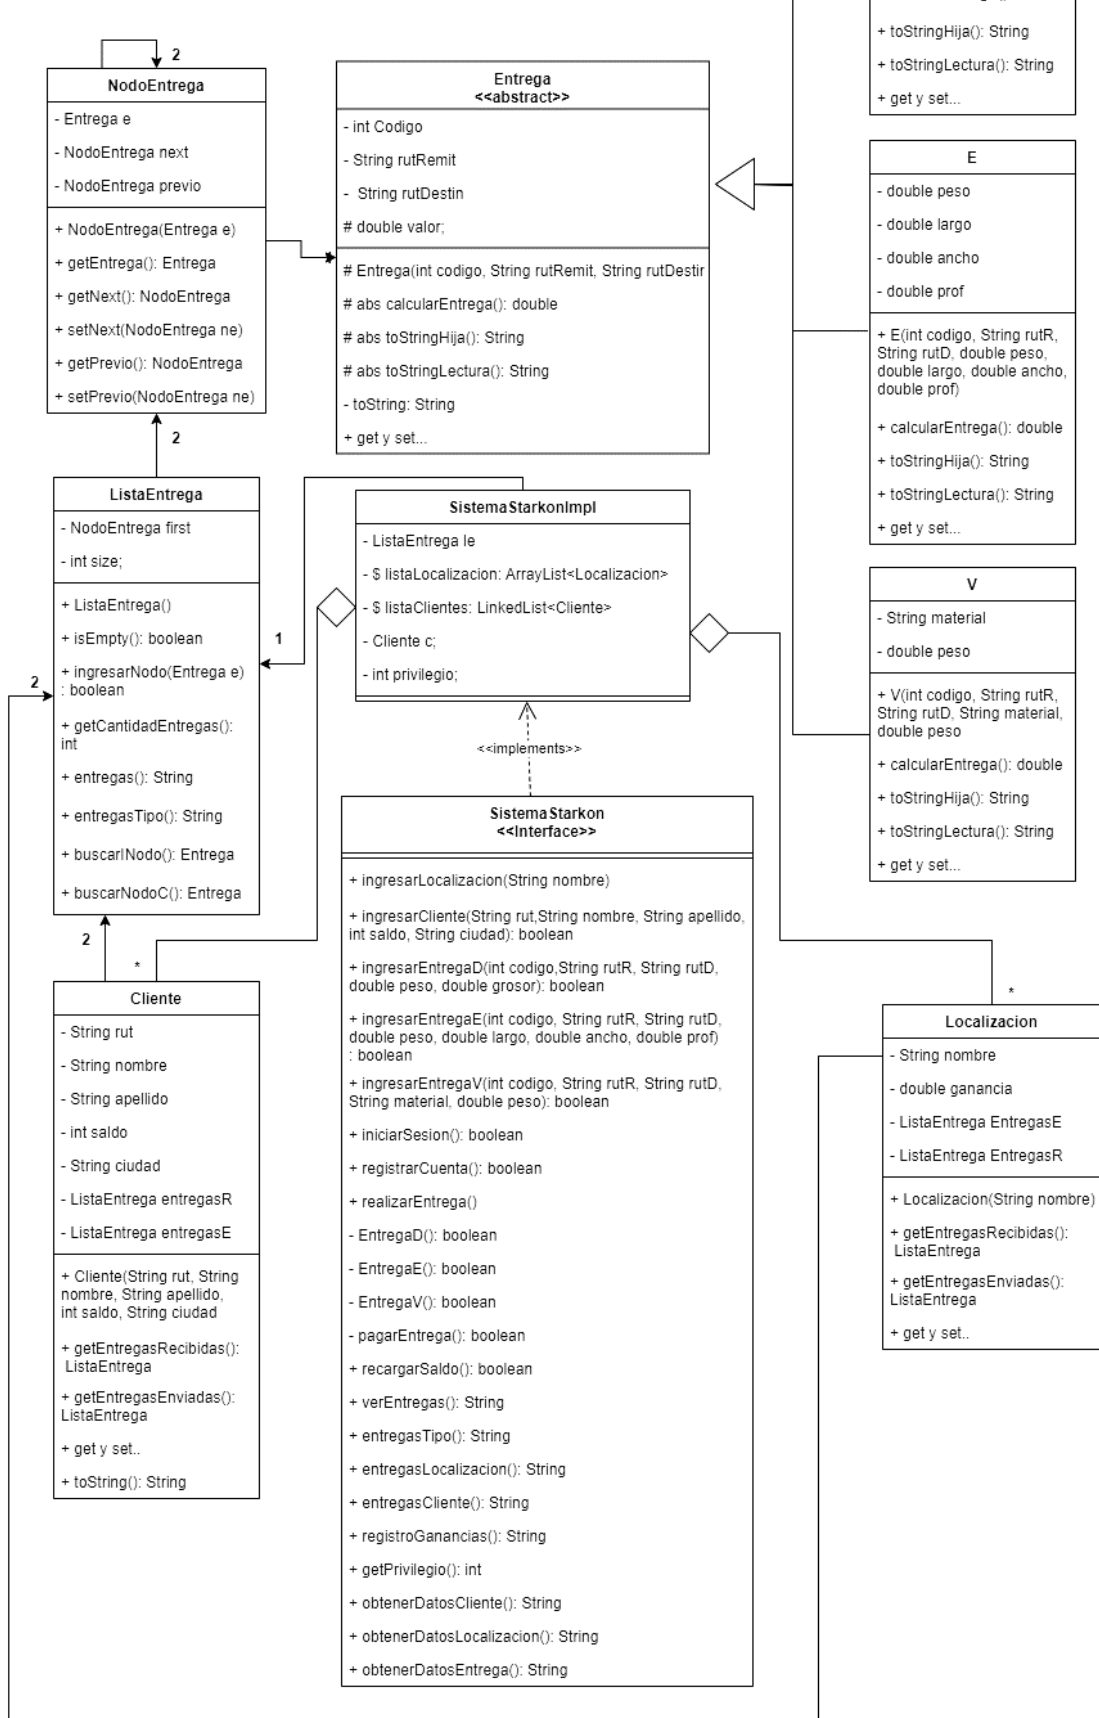 2
NodoEntrega
- Entrega e
- NodoEntrega next
- NodoEntrega previo
+ NodoEntrega(Entrega e)
+ getEntrega(): Entrega
+ getNext(): NodoEntrega
+ setNext(NodoEntrega ne)
+ getPrevio(): NodoEntrega
+ setPrevio(NodoEntrega ne)
Entrega
<<abstract>>
- int Codigo
- String rutRemit
- String rutDestin
# double valor;
# Entrega(int codigo, String rutRemit, String rutDestin
# abs calcularEntrega(): double
# abs toStringHija(): String
# abs toStringLectura(): String
- toString: String
+ get y set...
+ toStringHija(): String
+ toStringLectura(): String
+ get y set...
E
- double peso
- double largo
- double ancho
- double prof
+ E(int codigo, String rutR,
String rutD, double peso,
double largo, double ancho,
double prof)
+ calcularEntrega(): double
+ toStringHija(): String
+ toStringLectura(): String
+ get y set...
2
ListaEntrega
- NodoEntrega first
- int size;
+ ListaEntrega()
+ isEmpty(): boolean
+ ingresarNodo(Entrega e)
: boolean
+ getCantidadEntregas():
int
+ entregas(): String
+ entregasTipo(): String
+ buscarINodo(): Entrega
+ buscarNodoC(): Entrega
1
2
SistemaStarkonImpl
- ListaEntrega le
- $ listaLocalizacion: ArrayList<Localizacion>
- $ listaClientes: LinkedList<Cliente>
- Cliente c;
- int privilegio;
<<implements>>
V
- String material
- double peso
+ V(int codigo, String rutR,
String rutD, String material,
double peso
+ calcularEntrega(): double
+ toStringHija(): String
+ toStringLectura(): String
+ get y set...
SistemaStarkon
<<Interface>>
+ ingresarLocalizacion(String nombre)
+ ingresarCliente(String rut,String nombre, String apellido,
int saldo, String ciudad): boolean
+ ingresarEntregaD(int codigo,String rutR, String rutD,
double peso, double grosor): boolean
+ ingresarEntregaE(int codigo, String rutR, String rutD,
double peso, double largo, double ancho, double prof)
: boolean
+ ingresarEntregaV(int codigo, String rutR, String rutD,
String material, double peso): boolean
+ iniciarSesion(): boolean
+ registrarCuenta(): boolean
+ realizarEntrega()
- EntregaD(): boolean
- EntregaE(): boolean
- EntregaV(): boolean
- pagarEntrega(): boolean
+ recargarSaldo(): boolean
+ verEntregas(): String
+ entregasTipo(): String
+ entregasLocalizacion(): String
+ entregasCliente(): String
+ registroGanancias(): String
+ getPrivilegio(): int
+ obtenerDatosCliente(): String
+ obtenerDatosLocalizacion(): String
+ obtenerDatosEntrega(): String
2
*
Cliente
- String rut
- String nombre
- String apellido
- int saldo
- String ciudad
- ListaEntrega entregasR
- ListaEntrega entregasE
+ Cliente(String rut, String
nombre, String apellido,
int saldo, String ciudad
+ getEntregasRecibidas():
ListaEntrega
+ getEntregasEnviadas():
ListaEntrega
+ get y set..
+ toString(): String
*
Localizacion
- String nombre
- double ganancia
- ListaEntrega EntregasE
- ListaEntrega EntregasR
+ Localizacion(String nombre)
+ getEntregasRecibidas():
ListaEntrega
+ getEntregasEnviadas():
ListaEntrega
+ get y set..